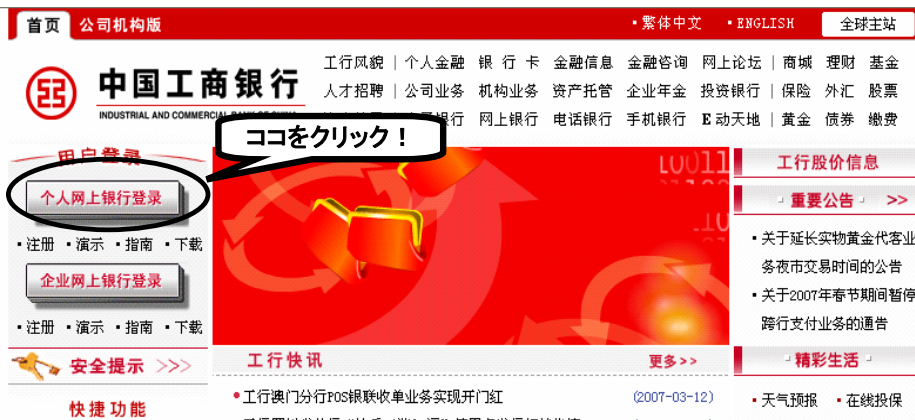 首页 公司机构版 ·繁体中文 ·ENGLISH 全球主站
中国工商银行
INDUSTRIAL AND COMMERCIAL
工行风貌 | 个人金融 银行卡 金融信息 金融咨询 网上论坛 | 商城 理财 基金
人才招聘 | 公司业务 机构业务 资产托管 企业年金 投资银行 | 保险 外汇 股票
银行 网上银行 电话银行 手机银行 E动天地 | 黄金 债券 缴费
ココをクリック！
用户登录
个人网上银行登录
·注册 ·演示 ·指南 ·下载
企业网上银行登录
·注册 ·演示 ·指南 ·下载
安全提示 >>>
快捷功能
工行快讯 更多>>
工行澳门分行POS银联收单业务实现开门红 (2007-03-12)
工行股价信息
重要公告 >>
·关于延长实物黄金代客业
务夜市交易时间的公告
·关于2007年春节期间暂停
跨行支付业务的通告
精彩生活
·天气预报 ·在线投保